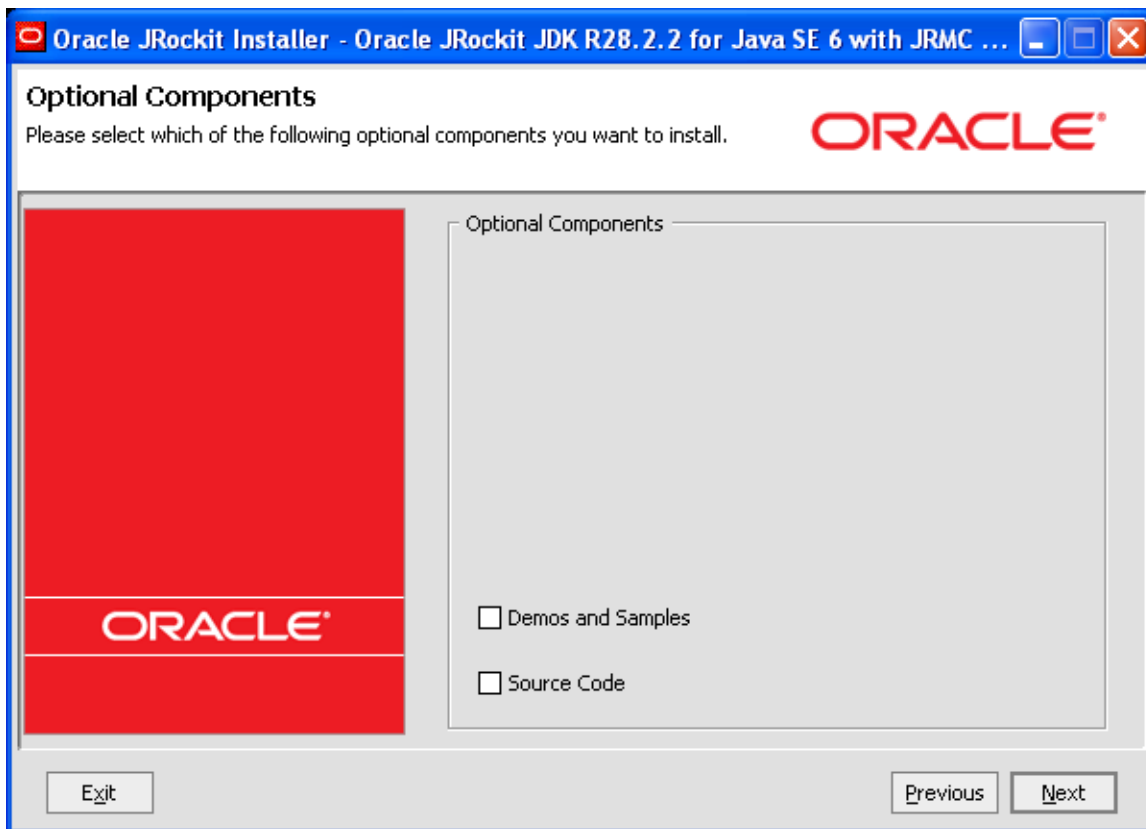 Oracle JRockit Installer - Oracle JRockit JDK R28.2.2 for Java SE 6 with JRMC ...
Optional Components
Please select which of the following optional components you want to install.
ORACLE®
Optional Components
Demos and Samples
Source Code
ORACLE®
Exit
Previous
Next